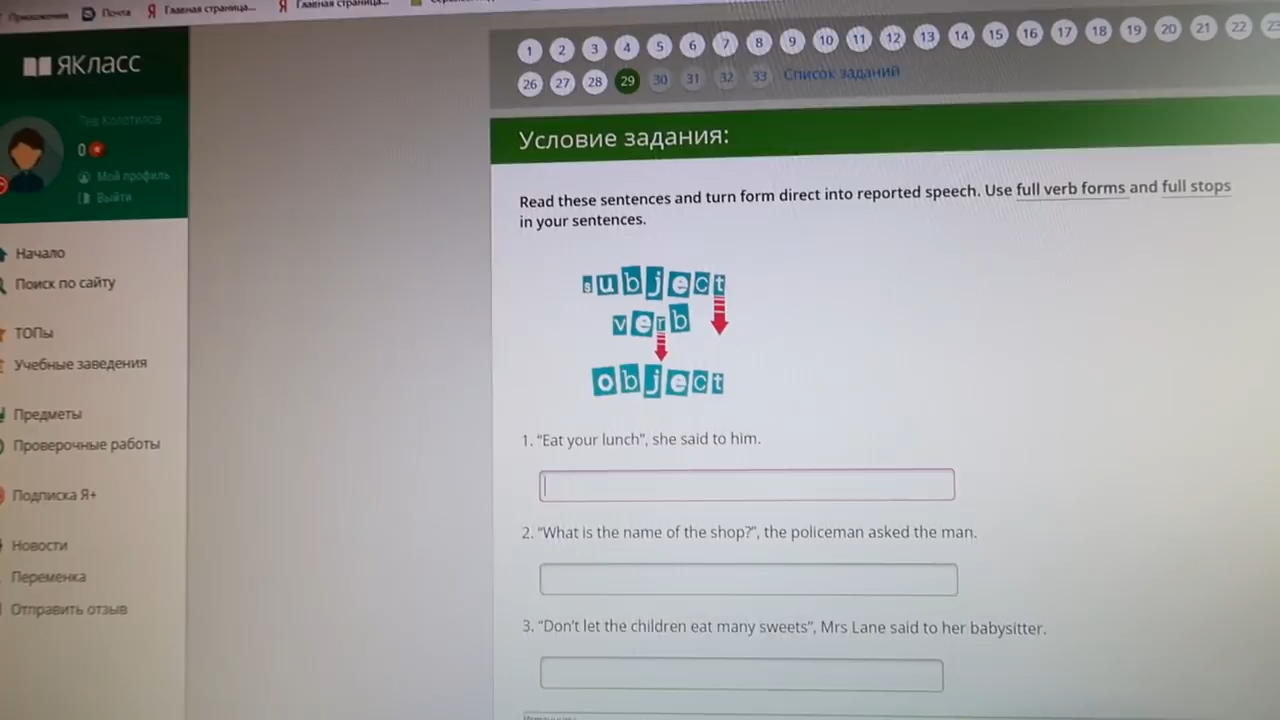 Приложения Почта Я Главная страница... Я Главная страница...
ЯКласс
Лев Колотилов
0
Мой профиль
Выйти
Начало
Поиск по сайту
ТОПы
Учебные заведения
Предметы
Проверочные работы
Подписка Я+
Новости
Переменка
Отправить отзыв
1 2 3 4 5 6 7 8 9 10 11 12 13 14 15 16 17 18 19 20 21 22 23
26 27 28 29 30 31 32 33 Список заданий
Условие задания:
Read these sentences and turn form direct into reported speech. Use full verb forms and full stops
in your sentences.
subject
verb
object
1. “Eat your lunch”, she said to him.
2. “What is the name of the shop?”, the policeman asked the man.
3. “Don’t let the children eat many sweets”, Mrs Lane said to her babysitter.